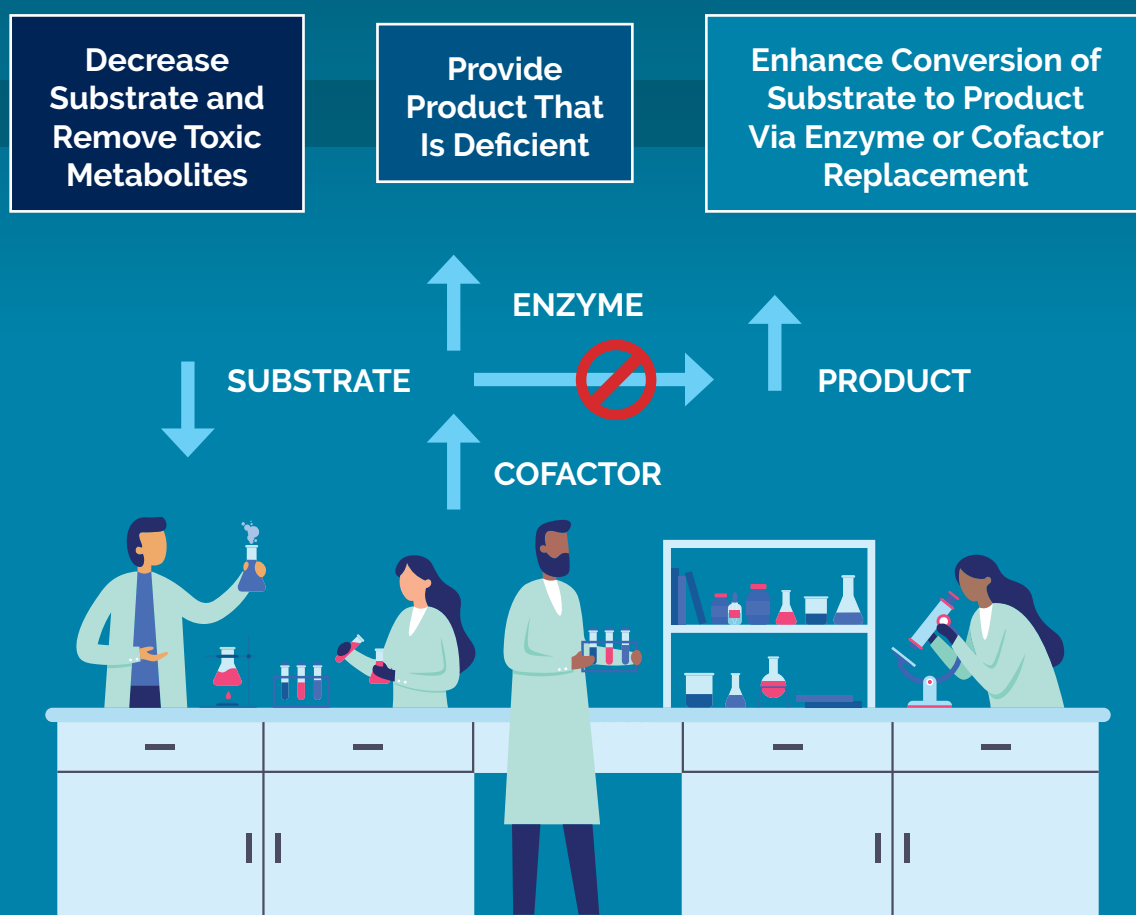 Decrease
Substrate and
Remove Toxic
Metabolites
Provide
Product That
Is Deficient
Enhance Conversion of
Substrate to Product
Via Enzyme or Cofactor
Replacement
ENZYME
SUBSTRATE
PRODUCT
COFACTOR